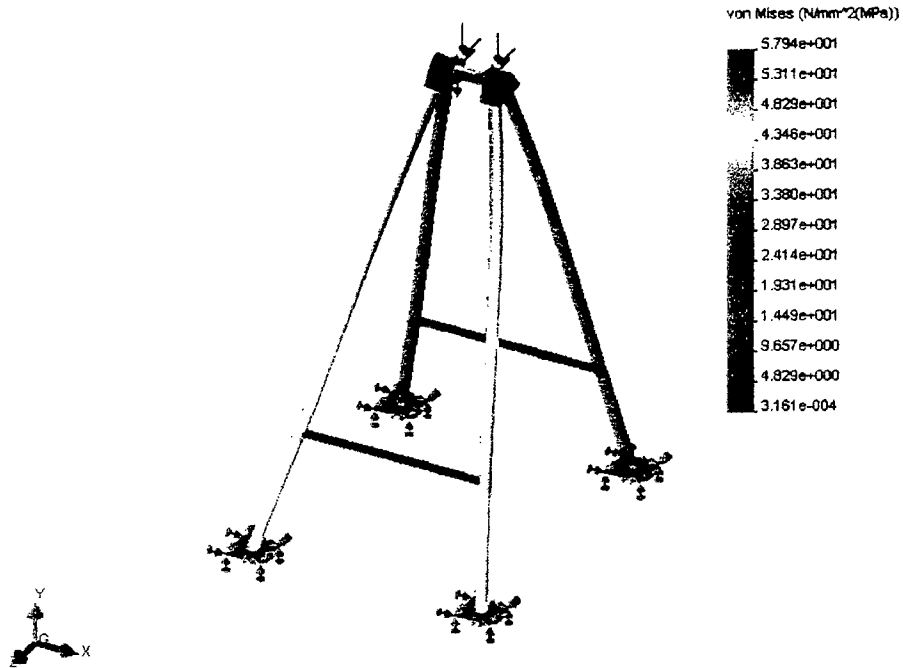 von Mises (N/mm^2(MPa))
5.794e+001
5.311e+001
4.829e+001
4.346e+001
3.863e+001
3.380e+001
2.897e+001
2.414e+001
1.931e+001
1.449e+001
9.657e+000
4.829e+000
3.161e-004
Y
X
Z